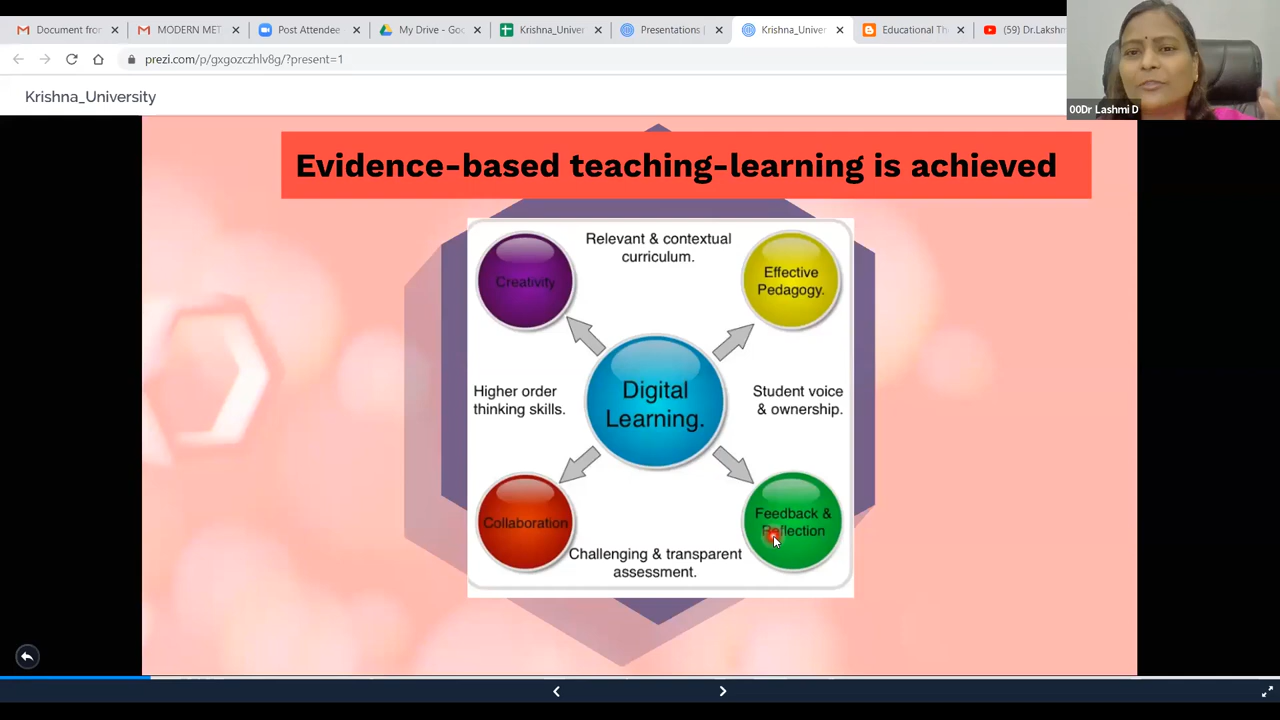 Document from
MODERN MET
Post Attendee
My Drive - Goo
Krishna_Univer
Presentations |
Krishna_Univer
Educational Th
(59) Dr.Lakshm
prezi.com/p/gxgozczhlv8g/?present=1
Krishna_University
00Dr Lashmi D
Evidence-based teaching-learning is achieved
Creativity
Relevant & contextual
curriculum.
Effective
Pedagogy.
Higher order
thinking skills.
Digital
Learning.
Student voice
& ownership.
Collaboration
Challenging & transparent
assessment.
Feedback &
Reflection